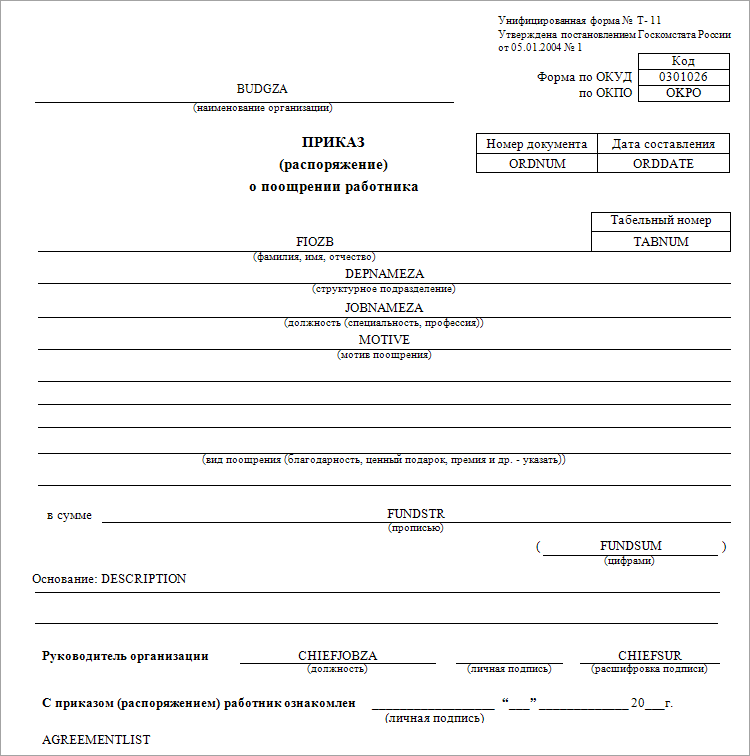 Унифицированная форма № Т- 11
Утверждена постановлением Госкомстата России
от 05.01.2004 № 1
Код
Форма по ОКУД 0301026
по ОКПО OKPO
BUDGZA
(наименование организации)
ПРИКАЗ
(распоряжение)
о поощрении работника
Номер документа Дата составления
ORDNUM ORDDATE
Табельный номер
FIOZB TABNUM
(фамилия, имя, отчество)
DEPNAMEZA
(структурное подразделение)
JOBNAMEZA
(должность (специальность, профессия))
MOTIVE
(мотив поощрения)
(вид поощрения (благодарность, ценный подарок, премия и др. - указать))
в сумме FUNDSTR
(прописью)
( FUNDSUM )
(цифрами)
Основание: DESCRIPTION
Руководитель организации CHIEFJOBZA CHIEFSUR
(должность) (личная подпись) (расшифровка подписи)
С приказом (распоряжением) работник ознакомлен _________________ “___” _____________ 20___г.
(личная подпись)
AGREEMENTLIST